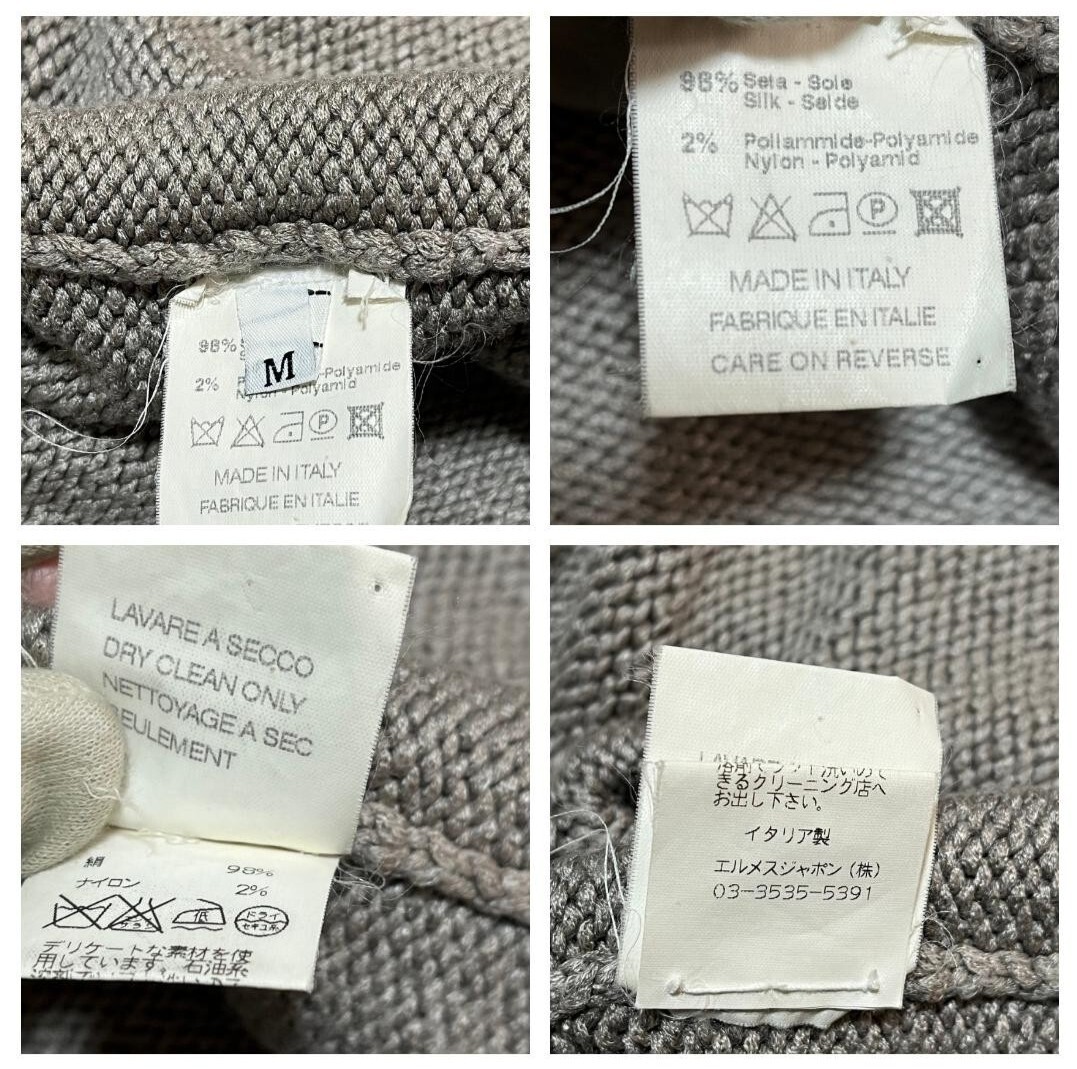 98%
M
2%
Polyamide
Nylon - Polyamid
P
MADE IN ITALY
FABRIQUE EN ITALIE
98% Seta - Soie
Silk - Seide
2% Poliammide-Polyamide
Nylon - Polyamid
P
MADE IN ITALY
FABRIQUE EN ITALIE
CARE ON REVERSE
LAVARE A SECCO
DRY CLEAN ONLY
NETTOYAGE A SEC
SEULEMENT
絹 98%
ナイロン 2%
低 ドライ
セキユ系
デリケートな素材を使
用しています。石油系
きるクリーニング店へ
お出し下さい。
イタリア製
エルメスジャポン(株)
03-3535-5391